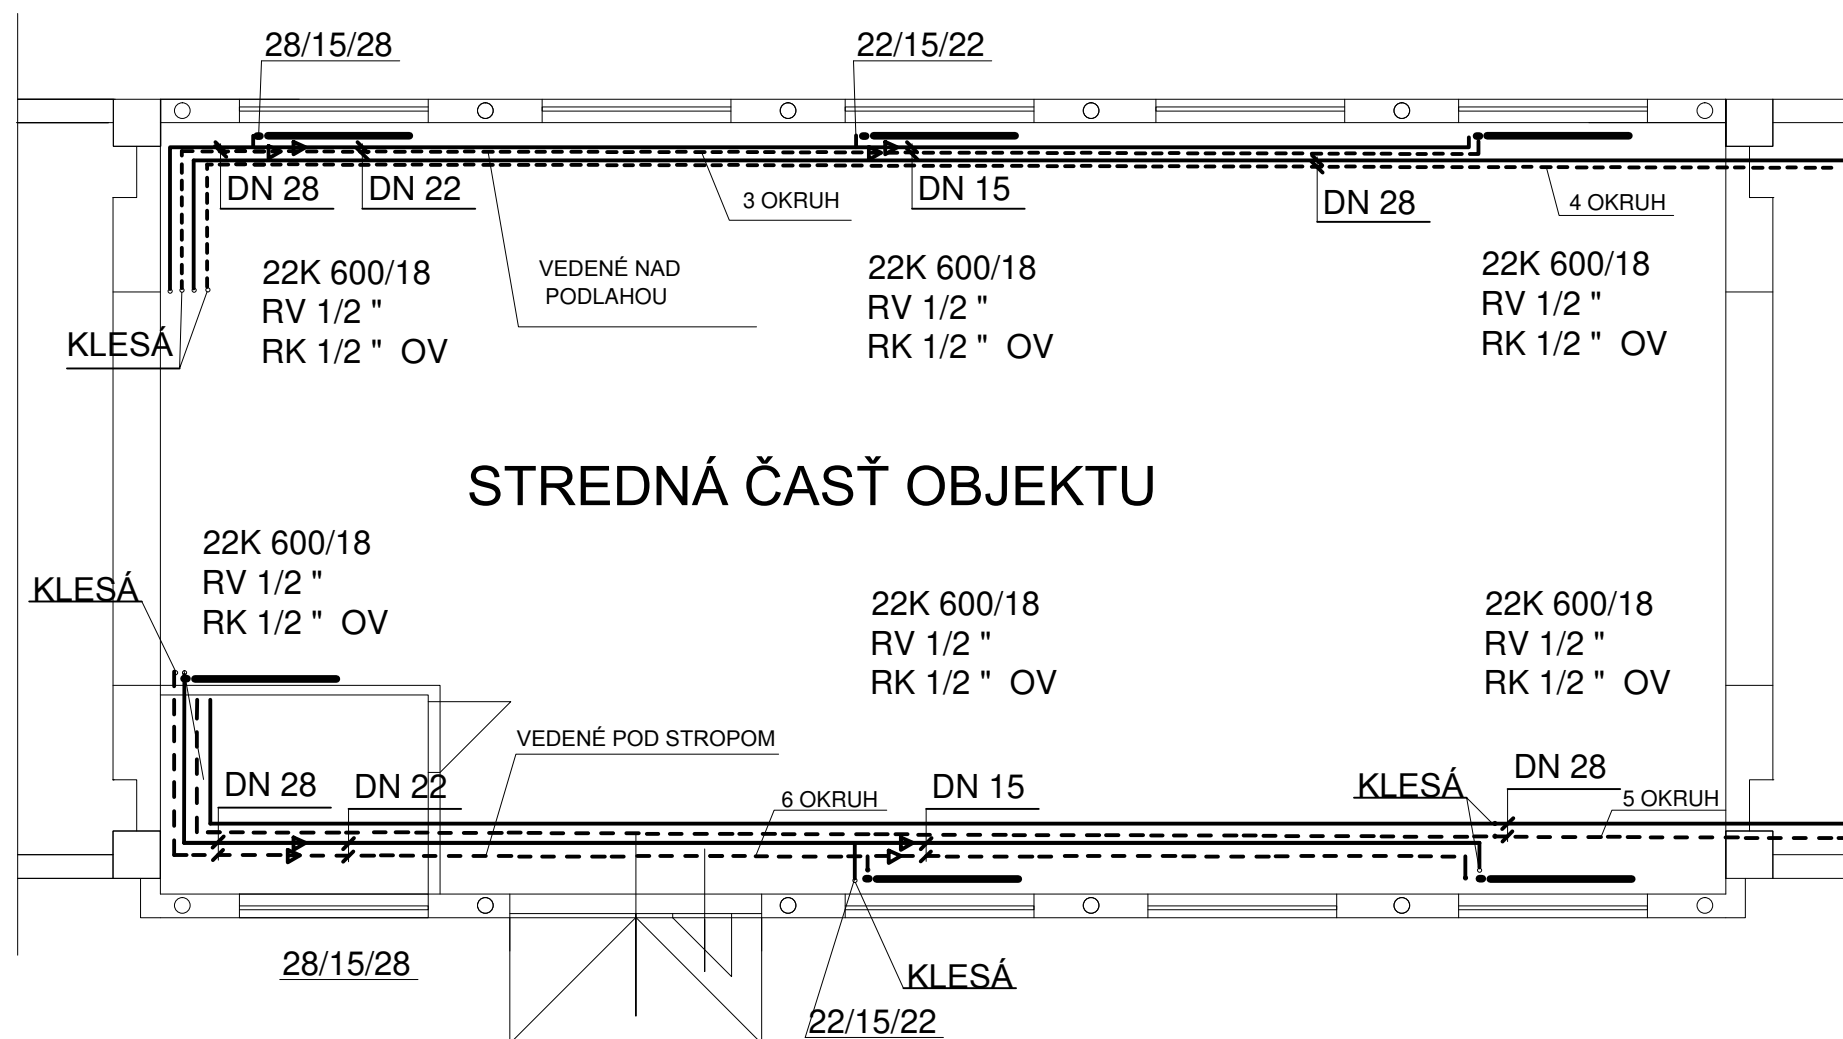 28/15/28
22/15/22
DN 28
DN 22
3 OKRUH
DN 15
DN 28
4 OKRUH
22K 600/18
RV 1/2 "
RK 1/2 " OV
VEDENÉ NAD
PODLAHOU
22K 600/18
RV 1/2 "
RK 1/2 " OV
22K 600/18
RV 1/2 "
RK 1/2 " OV
KLESÁ
STREDNÁ ČASŤ OBJEKTU
22K 600/18
RV 1/2 "
RK 1/2 " OV
KLESÁ
22K 600/18
RV 1/2 "
RK 1/2 " OV
22K 600/18
RV 1/2 "
RK 1/2 " OV
VEDENÉ POD STROPOM
DN 28
DN 22
6 OKRUH
DN 15
KLESÁ
DN 28
5 OKRUH
28/15/28
KLESÁ
22/15/22